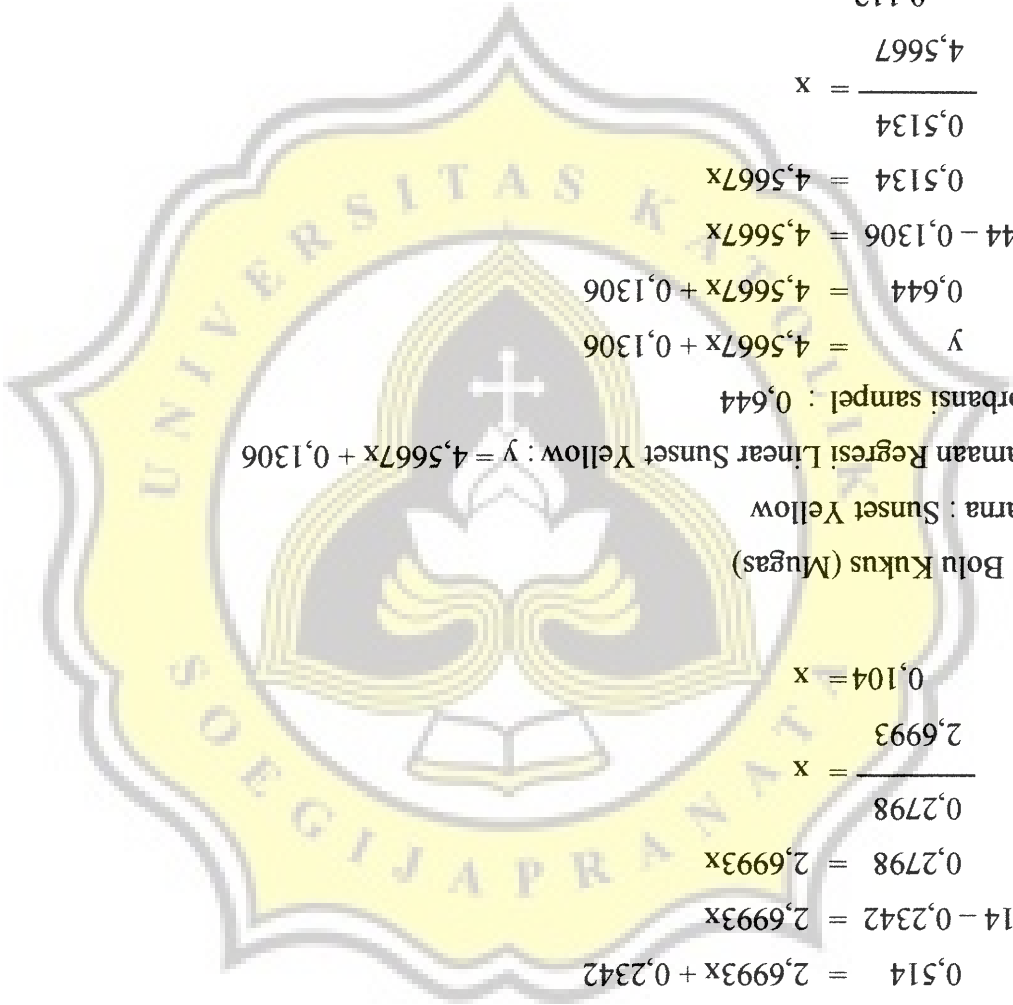 0,514 = 2,6993x + 0,2342
14 – 0,2342 = 2,6993x
0,2798 = 2,6993x
0,2798
= x
2,6993
0,104 = x
Bolu Kukus (Mugas)
arna : Sunset Yellow
amaan Regresi Linear Sunset Yellow : y = 4,5667x + 0,1306
orbansi sampel : 0,644
y = 4,5667x + 0,1306
0,644 = 4,5667x + 0,1306
44 – 0,1306 = 4,5667x
0,5134 = 4,5667x
0,5134
= x
4,5667
UNIVERSITAS KATOLIK
SOEGIJAPRANATA